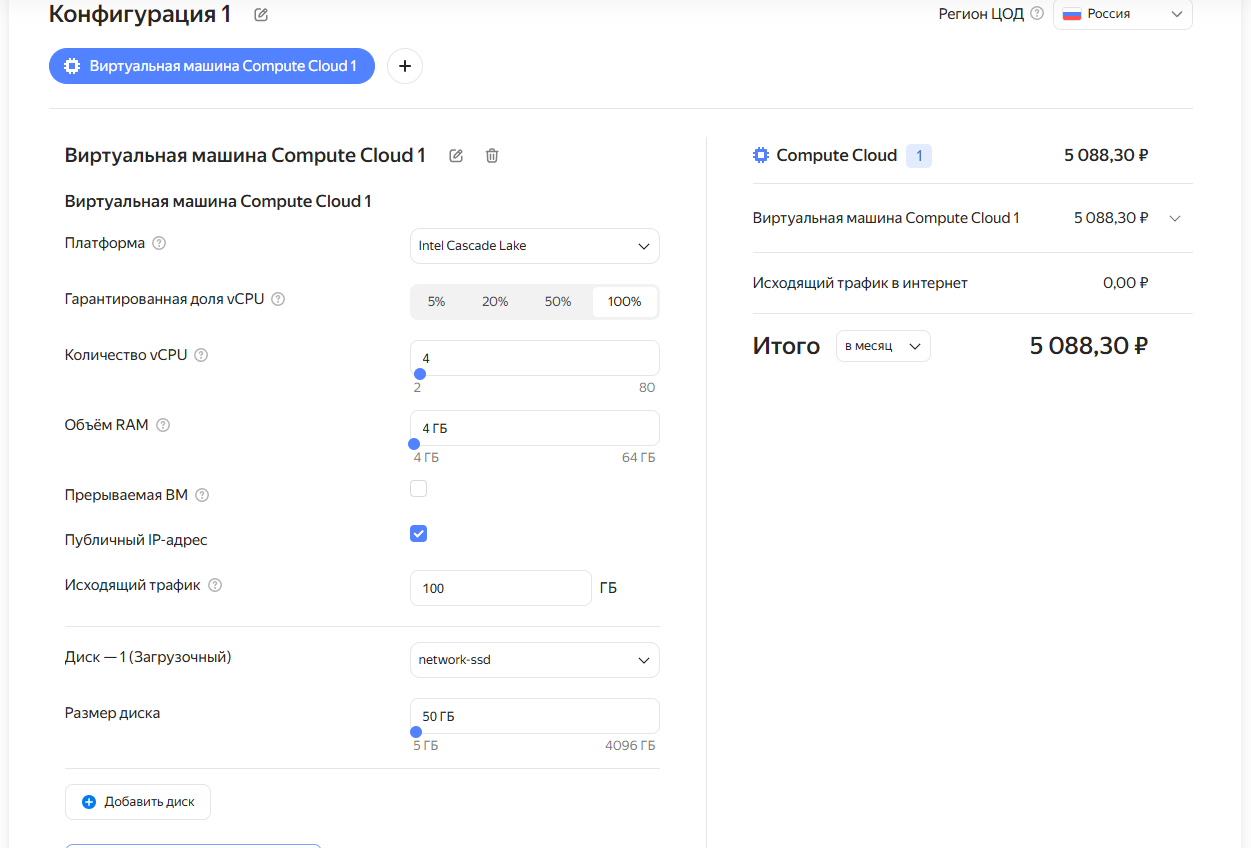 Конфигурация 1
Регион ЦОД
Россия
Виртуальная машина Compute Cloud 1
Виртуальная машина Compute Cloud 1
Виртуальная машина Compute Cloud 1
Платформа
Intel Cascade Lake
Гарантированная доля vCPU
5% 20% 50% 100%
Количество vCPU
4
2 80
Объём RAM
4 ГБ
4 ГБ 64 ГБ
Прерываемая ВМ
Публичный IP-адрес
Исходящий трафик
100 ГБ
Диск — 1 (Загрузочный)
network-ssd
Размер диска
50 ГБ
5 ГБ 4096 ГБ
Добавить диск
Compute Cloud 1 5 088,30 ₽
Виртуальная машина Compute Cloud 1 5 088,30 ₽
Исходящий трафик в интернет 0,00 ₽
Итого в месяц 5 088,30 ₽